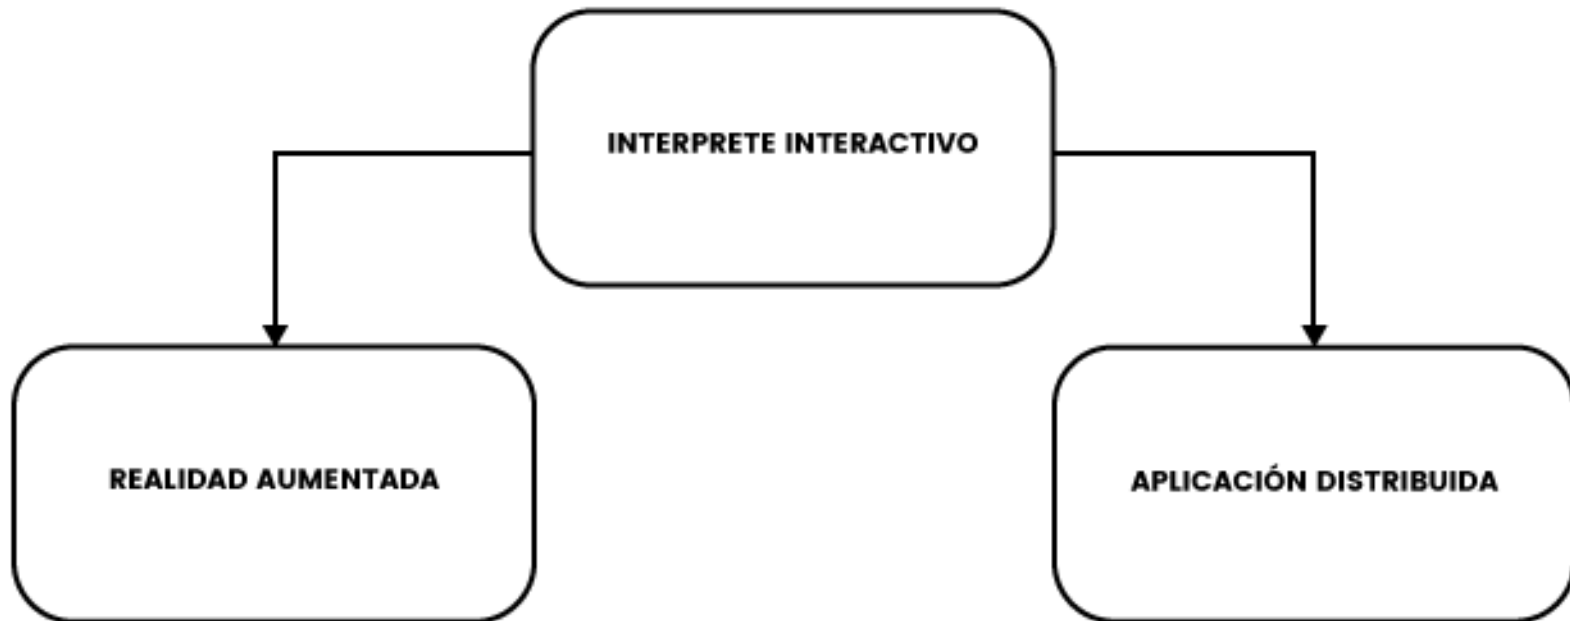 INTERPRETE INTERACTIVO
REALIDAD AUMENTADA
APLICACIÓN DISTRIBUIDA